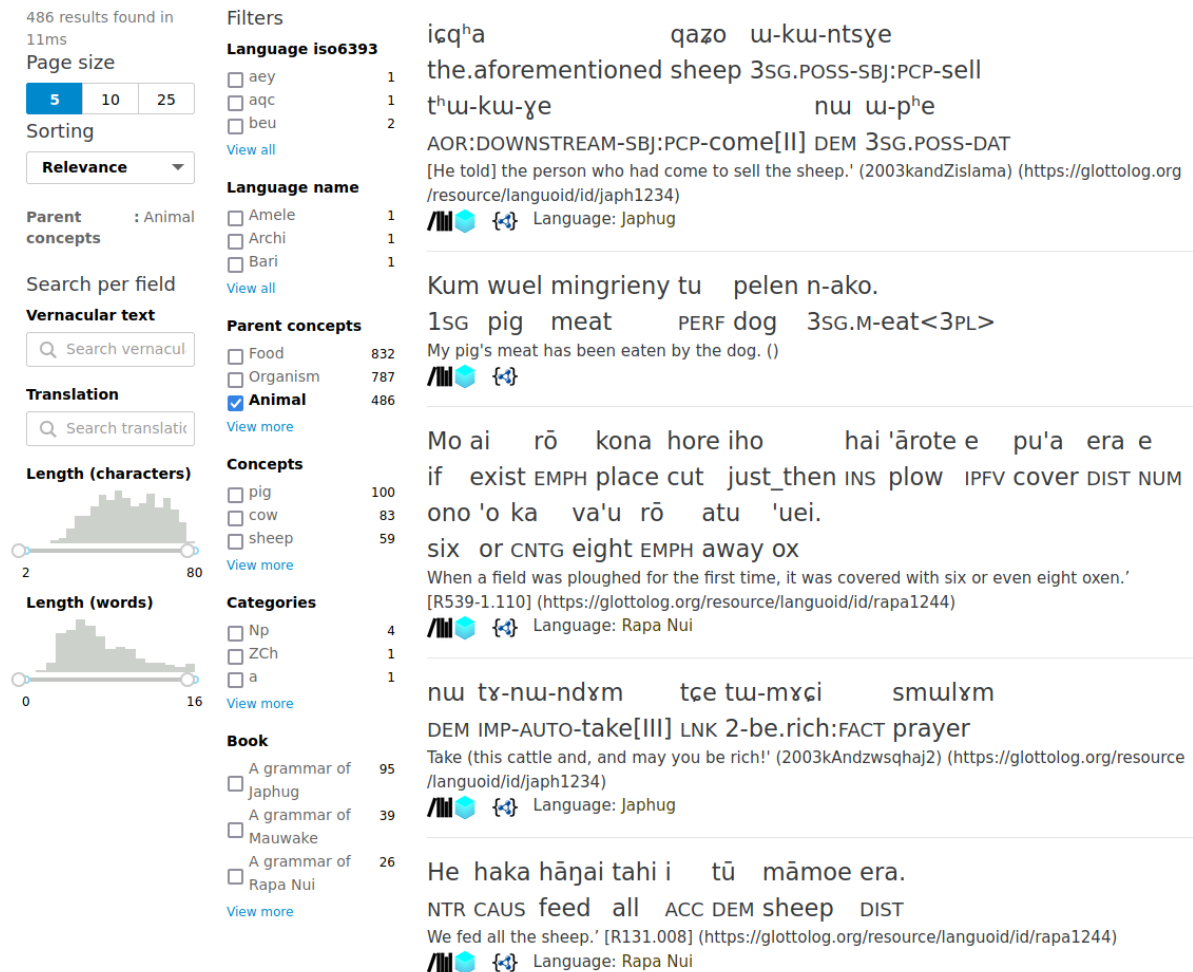 486 results found in
11ms
Page size
5 10 25
Sorting
Relevance
Parent concepts : Animal
Search per field
Vernacular text
Search vernacul
Translation
Search translatic
Length (characters)
2 80
Length (words)
0 16
Filters
Language iso6393
aey 1
aqc 1
beu 2
View all
Language name
Amele 1
Archi 1
Bari 1
View all
Parent concepts
Food 832
Organism 787
Animal 486
View more
Concepts
pig 100
cow 83
sheep 59
View more
Categories
Np 4
ZCh 1
a 1
View more
Book
A grammar of 95
Japhug
A grammar of 39
Mauwake
A grammar of 26
Rapa Nui
View more
iɕqʰa qaʑo ɯ-kɯ-ntsɣe
the.aforementioned sheep 3SG.POSS-SBJ:PCP-sell
tʰɯ-kɯ-ɣe nɯ ɯ-pʰe
AOR:DOWNSTREAM-SBJ:PCP-come[II] DEM 3SG.POSS-DAT
[He told] the person who had come to sell the sheep.' (2003kandZislama) (https://glottolog.org
/resource/languoid/id/japh1234)
Language: Japhug
Kum wuel mingrieny tu pelen n-ako.
1SG pig meat PERF dog 3SG.M-eat<3PL>
My pig's meat has been eaten by the dog. ()
Mo ai rō kona hore iho hai 'ārote e pu'a era e
if exist EMPH place cut just_then INS plow IPFV cover DIST NUM
ono 'o ka va'u rō atu 'uei.
six or CNTG eight EMPH away ox
When a field was ploughed for the first time, it was covered with six or even eight oxen.’
[R539-1.110] (https://glottolog.org/resource/languoid/id/rapa1244)
Language: Rapa Nui
nɯ tɤ-nɯ-ndɤm tɕe tɯ-mɤɕi smɯlɤm
DEM IMP-AUTO-take[III] LNK 2-be.rich:FACT prayer
Take (this cattle and, and may you be rich!' (2003kAndzwsqhaj2) (https://glottolog.org/resource
/languoid/id/japh1234)
Language: Japhug
He haka hāŋai tahi i tū māmoe era.
NTR CAUS feed all ACC DEM sheep DIST
We fed all the sheep.’ [R131.008] (https://glottolog.org/resource/languoid/id/rapa1244)
Language: Rapa Nui